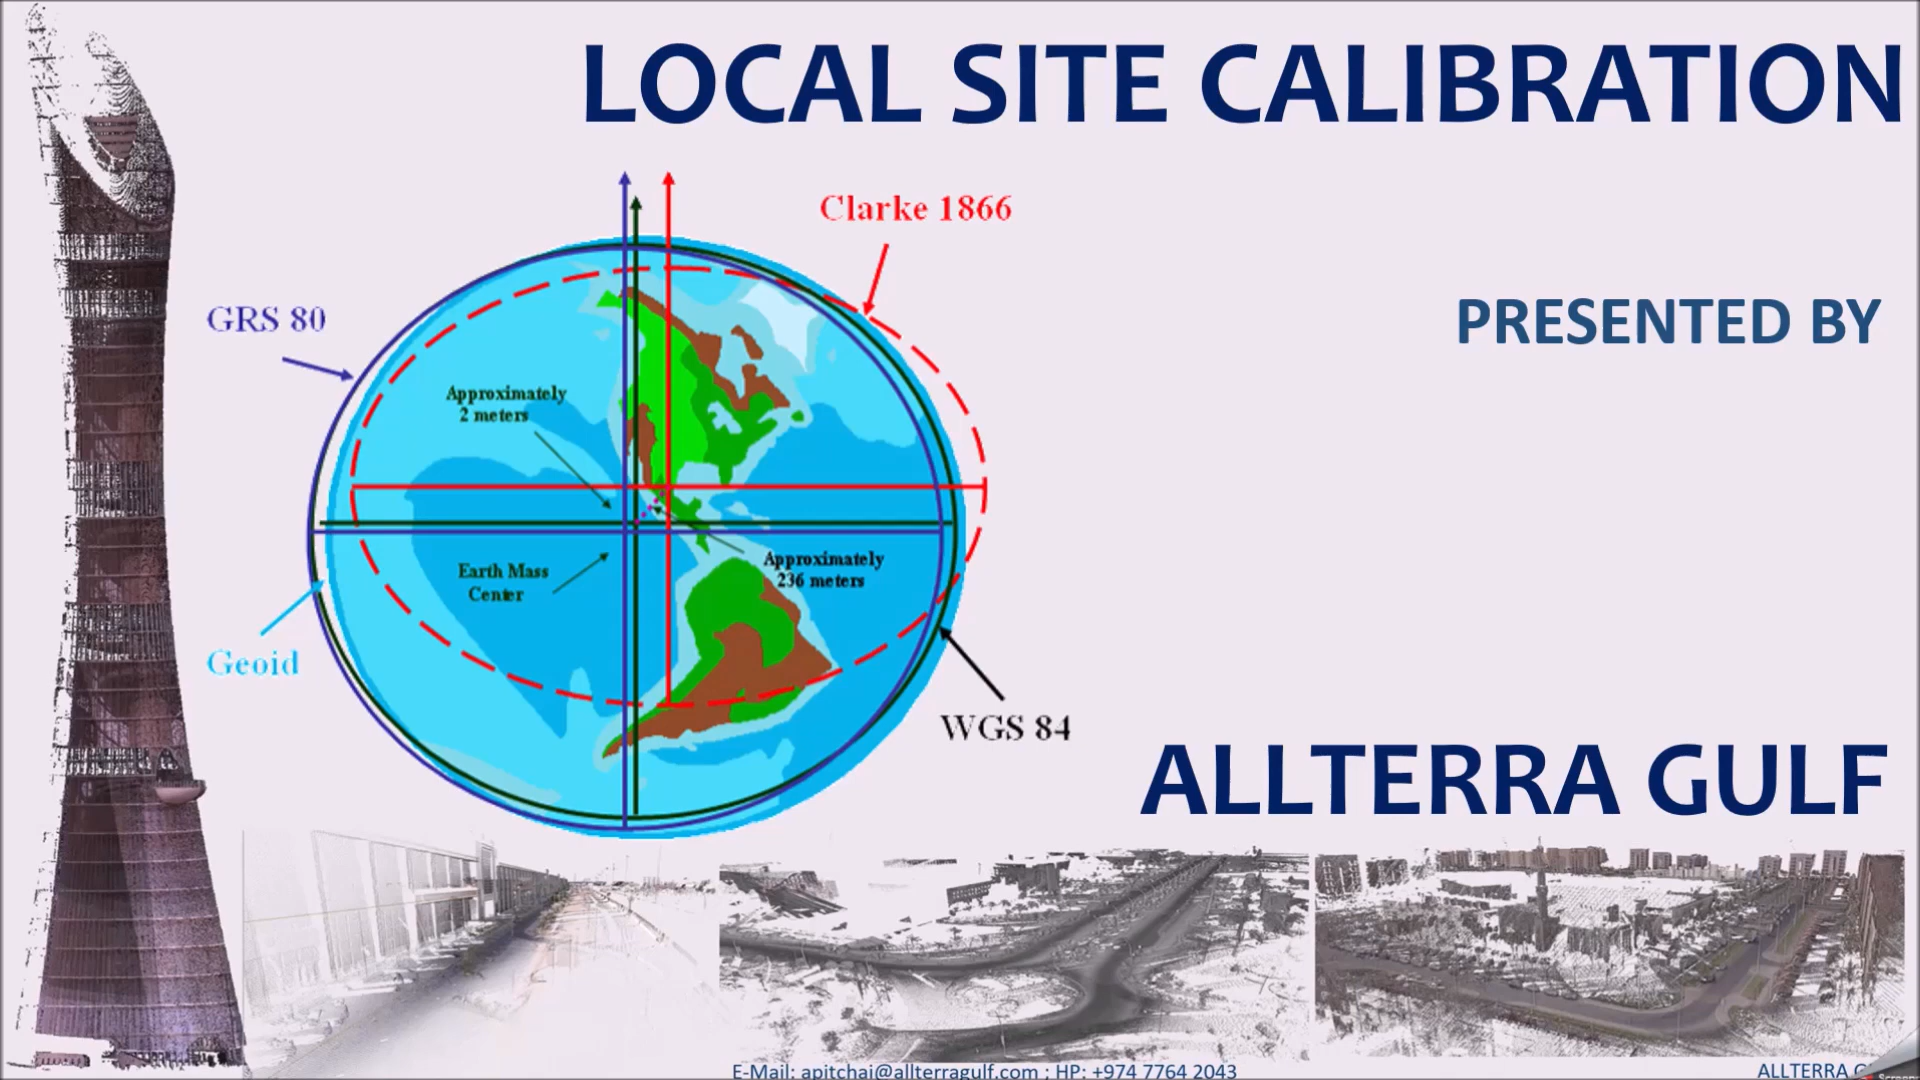 LOCAL SITE CALIBRATION
Clarke 1866
GRS 80
PRESENTED BY
Approximately
2 meters
Approximately
236 meters
Earth Mass
Center
Geoid
WGS 84
ALLTERRA GULF
E-Mail: apitchai@allterragulf.com ; HP: +974 7764 2043
ALLTERRA